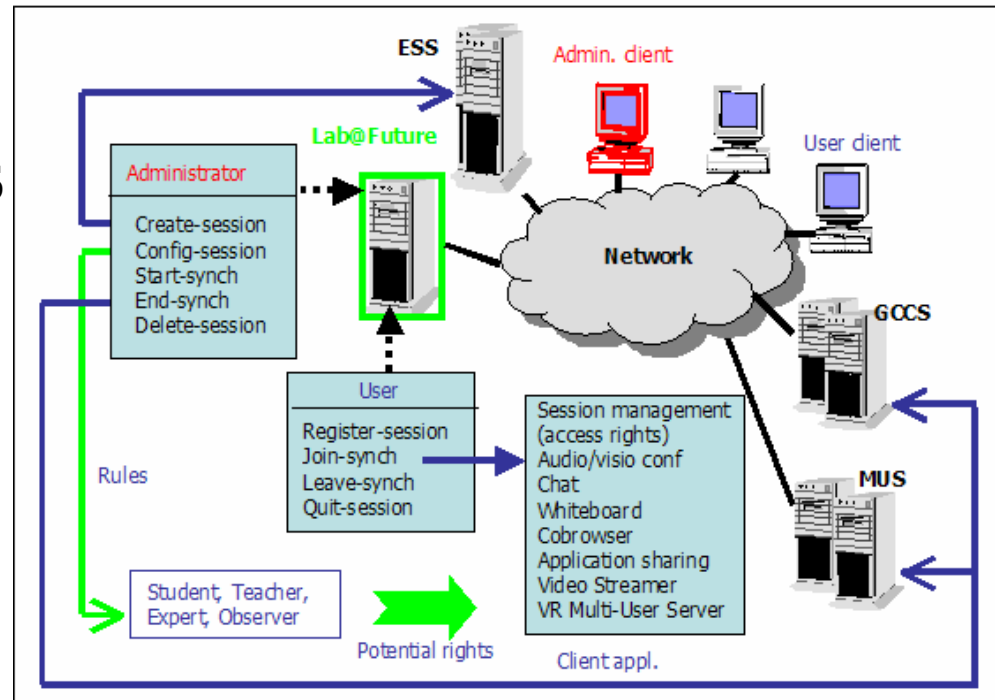 ESS
Admin. client
Lab@Future
User client
Administrator
Create-session
Config-session
Start-synch
End-synch
Delete-session
Network
GCCS
User
Register-session
Join-synch
Leave-synch
Quit-session
Session management
(access rights)
Audio/visio conf
Chat
Whiteboard
Cobrowser
Application sharing
Video Streamer
VR Multi-User Server
MUS
Rules
Student, Teacher,
Expert, Observer
Potential rights
Client appl.